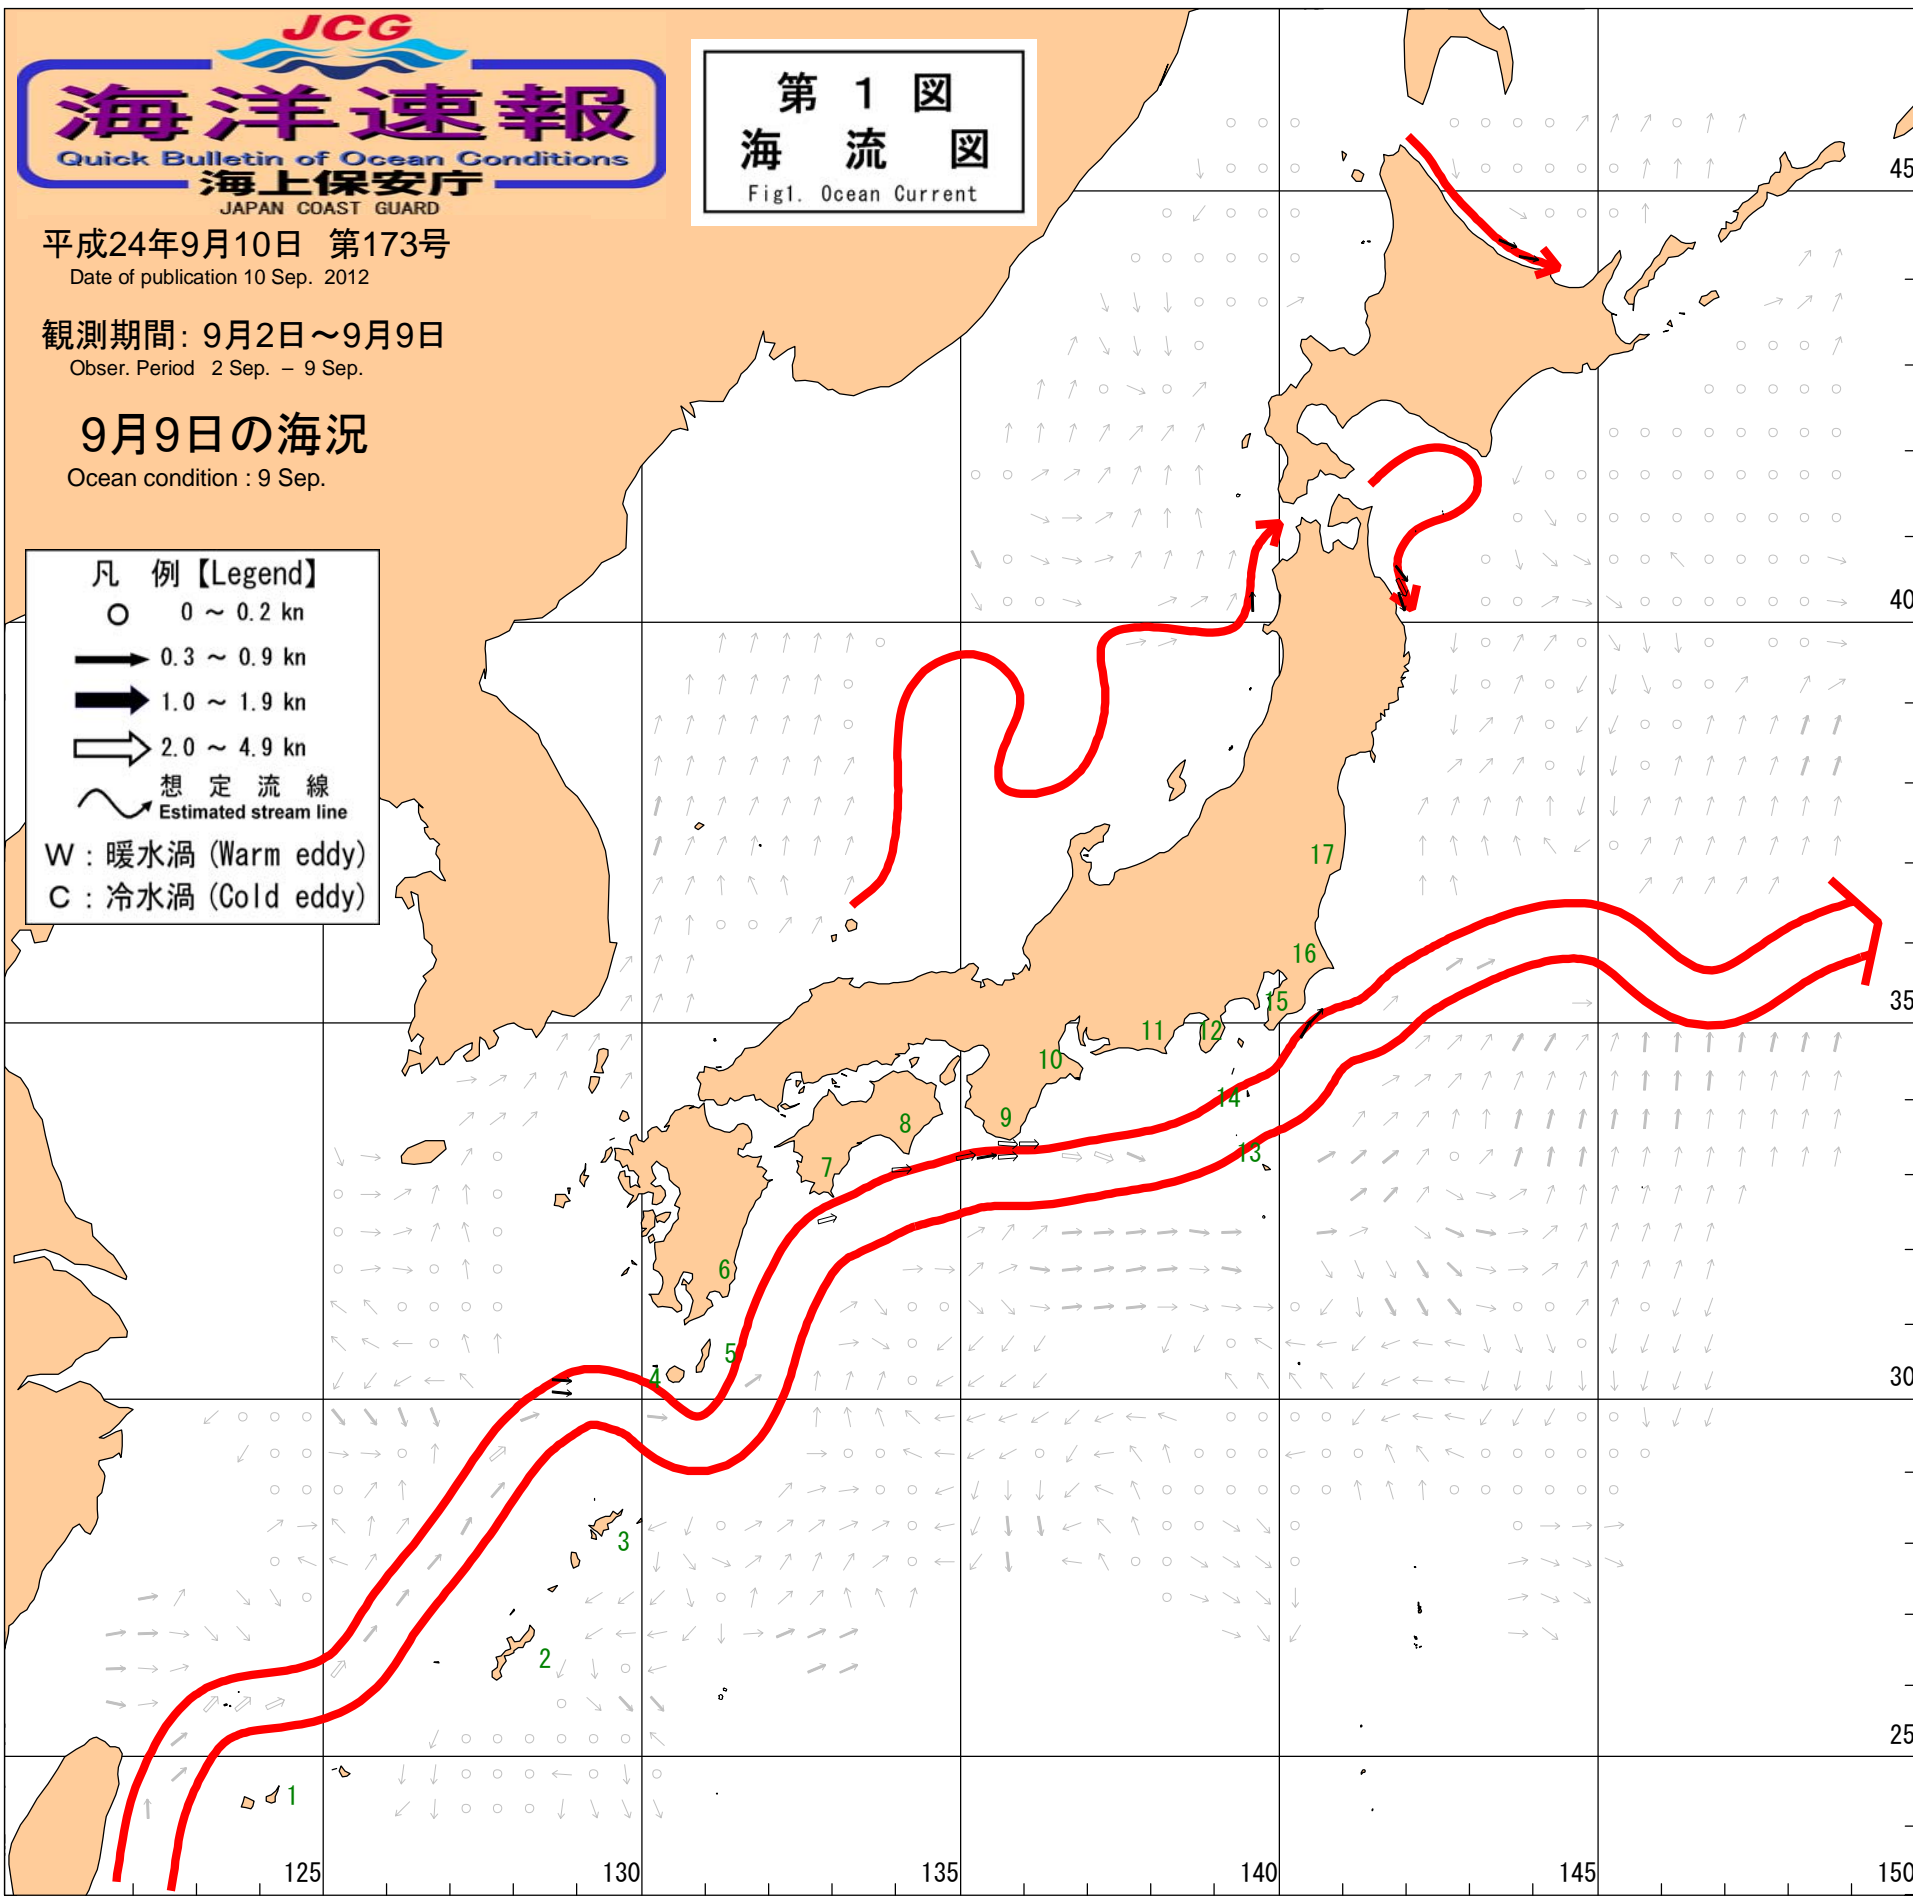 JCG
海洋速報
Quick Bulletin of Ocean Conditions
海上保安庁
JAPAN COAST GUARD
平成24年9月10日 第173号
Date of publication 10 Sep. 2012
観測期間: 9月2日～9月9日
Obser. Period 2 Sep. – 9 Sep.
9月9日の海況
Ocean condition : 9 Sep.
第 1 図
海 流 図
Fig1. Ocean Current
凡 例【Legend】
0 ～ 0.2 kn
0.3 ～ 0.9 kn
1.0 ～ 1.9 kn
2.0 ～ 4.9 kn
想 定 流 線
Estimated stream line
W : 暖水渦 (Warm eddy)
C : 冷水渦 (Cold eddy)
45
40
17
16
15
35
11
12
10
14
9
8
13
7
6
5
4
30
3
2
25
1
125
130
135
140
145
150